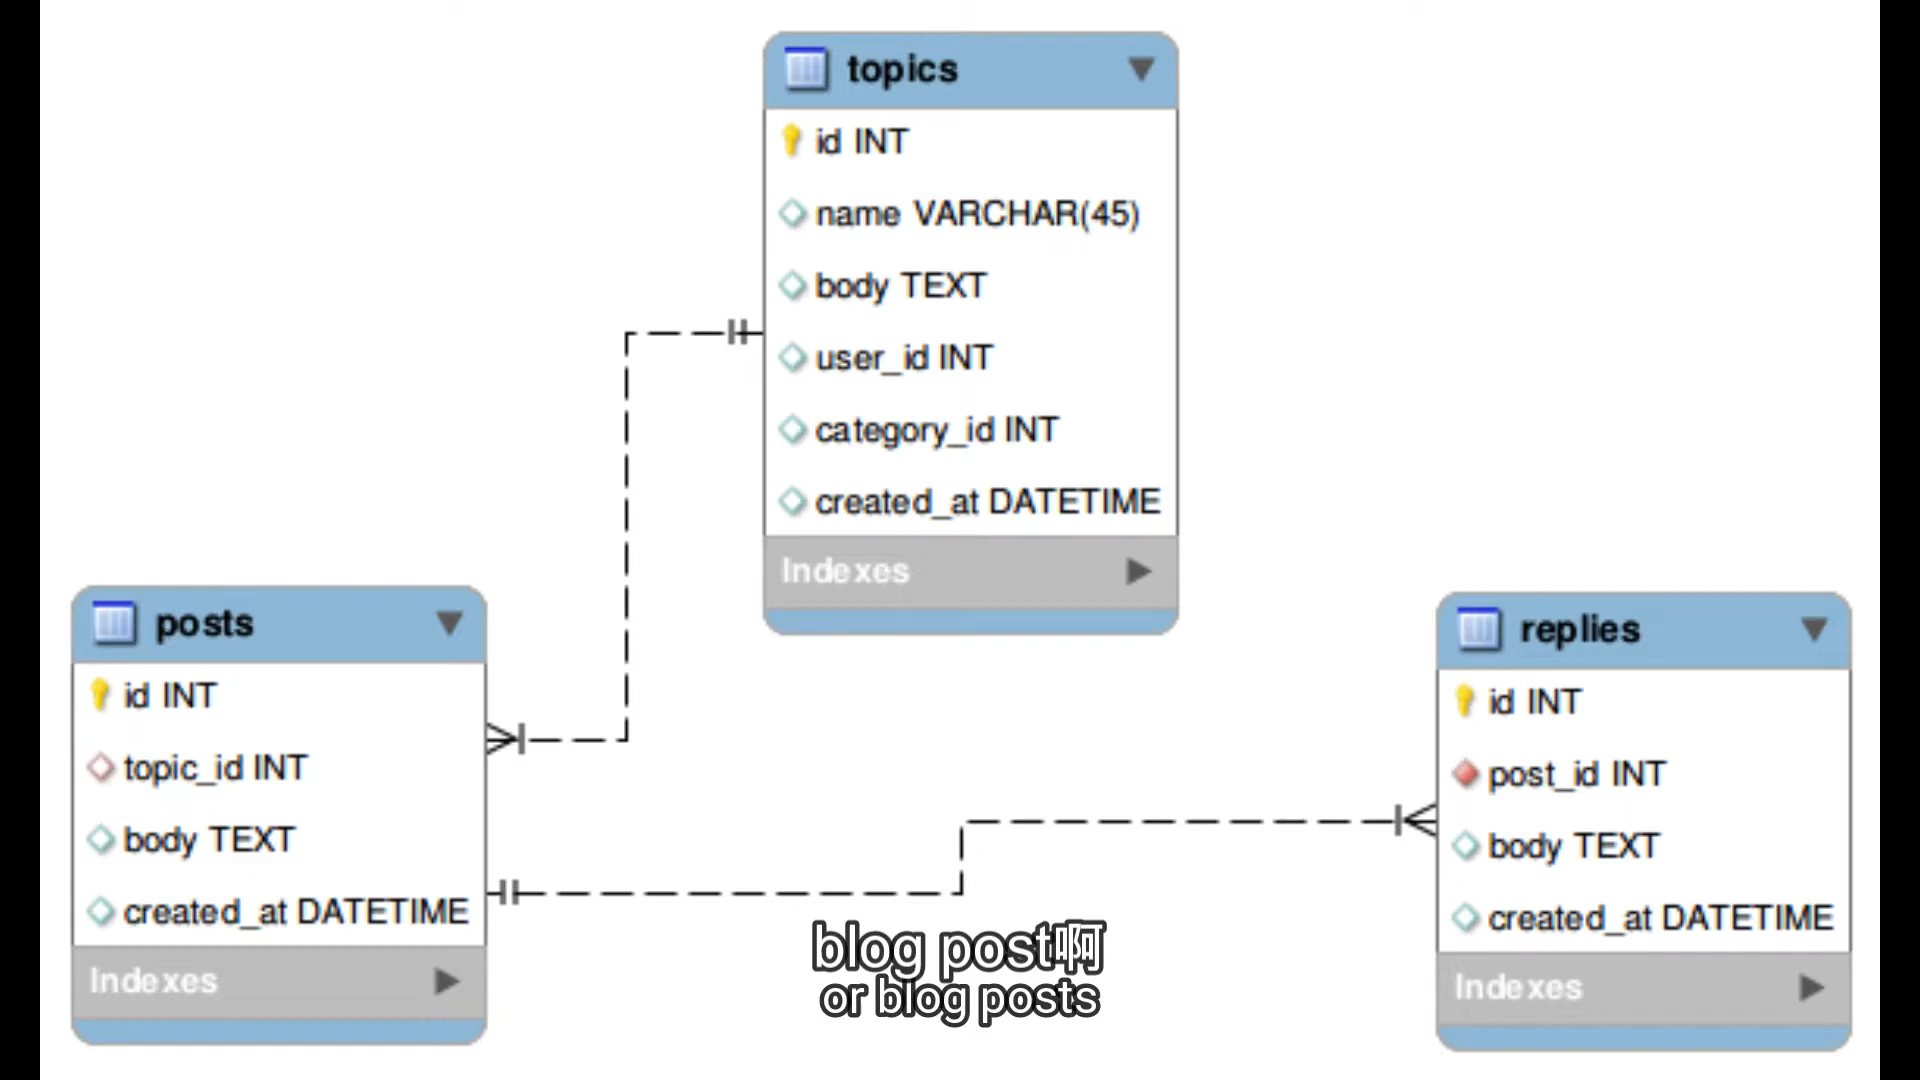 topics
id INT
name VARCHAR(45)
body TEXT
user_id INT
category_id INT
created_at DATETIME
Indexes
posts
id INT
topic_id INT
body TEXT
created_at DATETIME
Indexes
replies
id INT
post_id INT
body TEXT
created_at DATETIME
Indexes
blog post啊
or blog posts